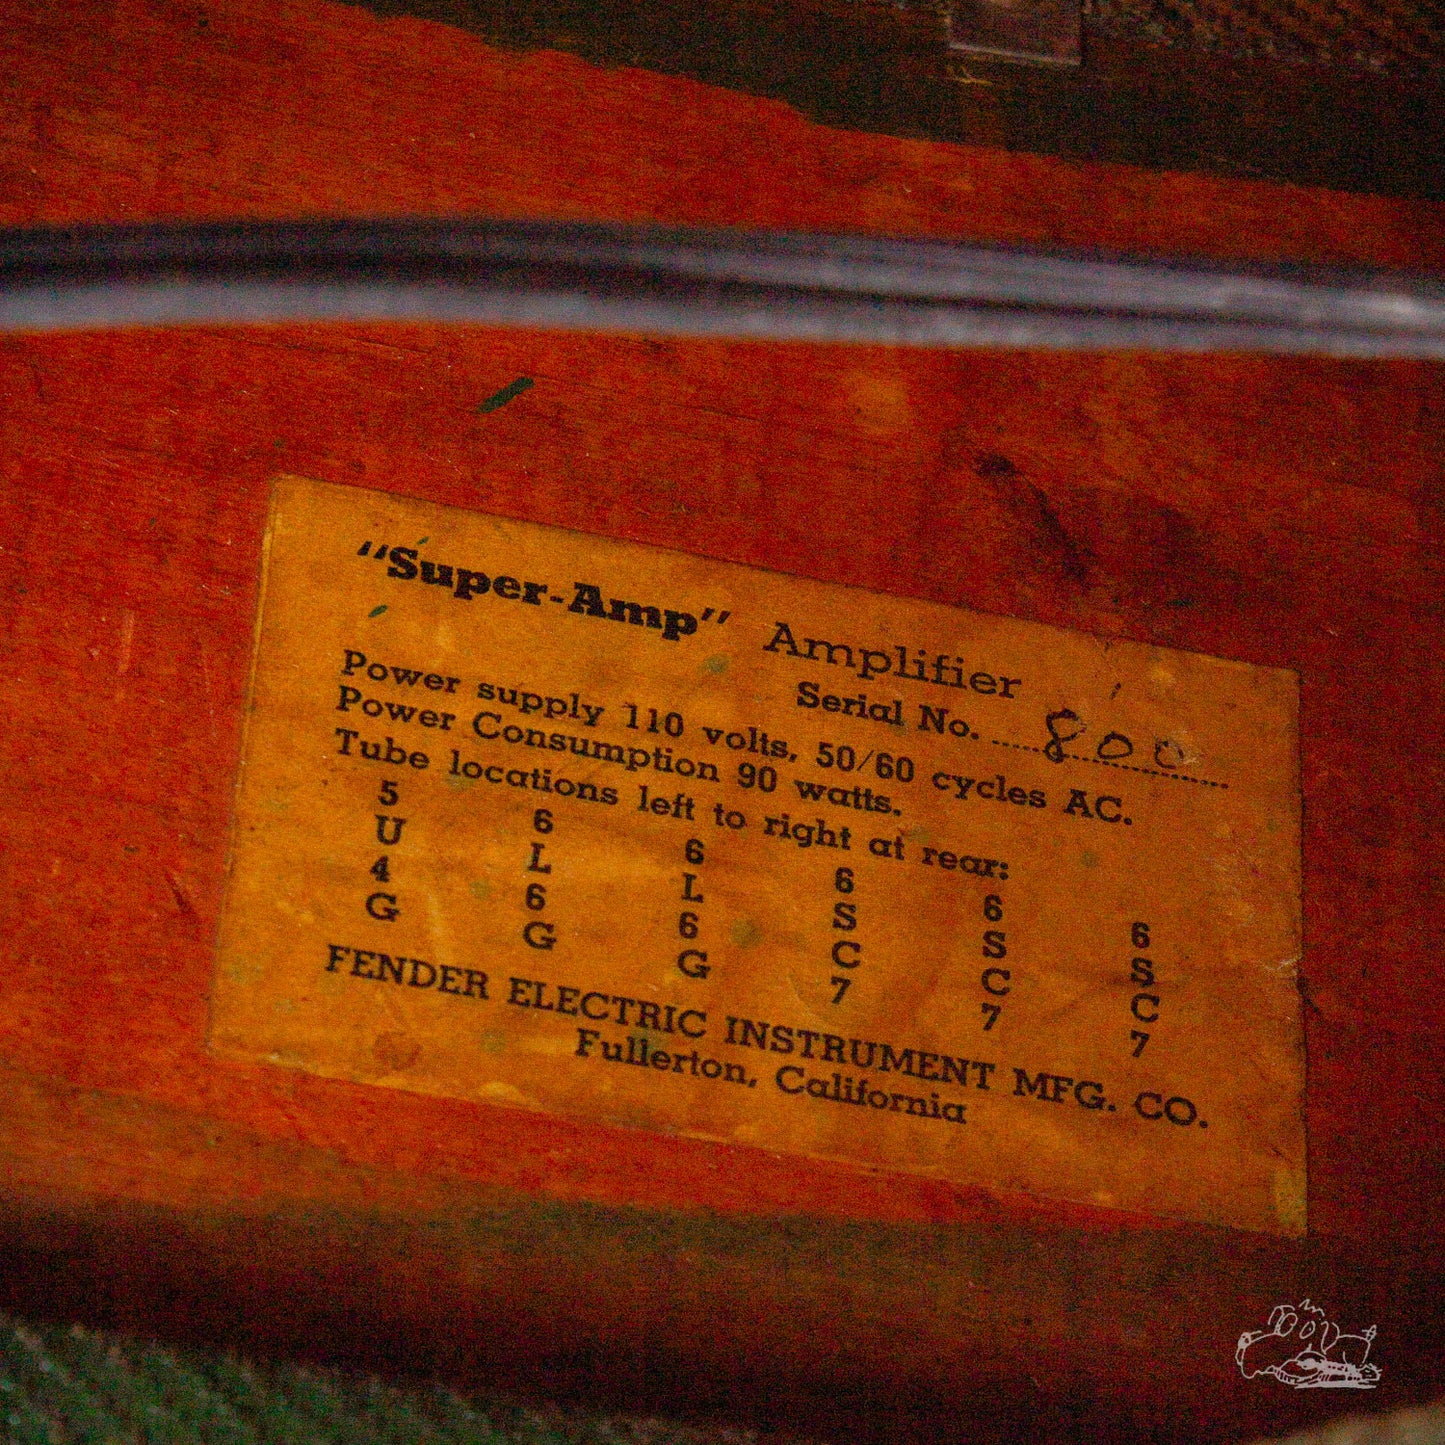 "Super-Amp" Amplifier
Serial No. ..... 800
Power supply 110 volts, 50/60 cycles AC.
Power Consumption 90 watts.
Tube locations left to right at rear:
5 6 6 6 6 6
U L L S S S
4 6 6 C C C
G G G 7 7 7
FENDER ELECTRIC INSTRUMENT MFG. CO.
Fullerton, California